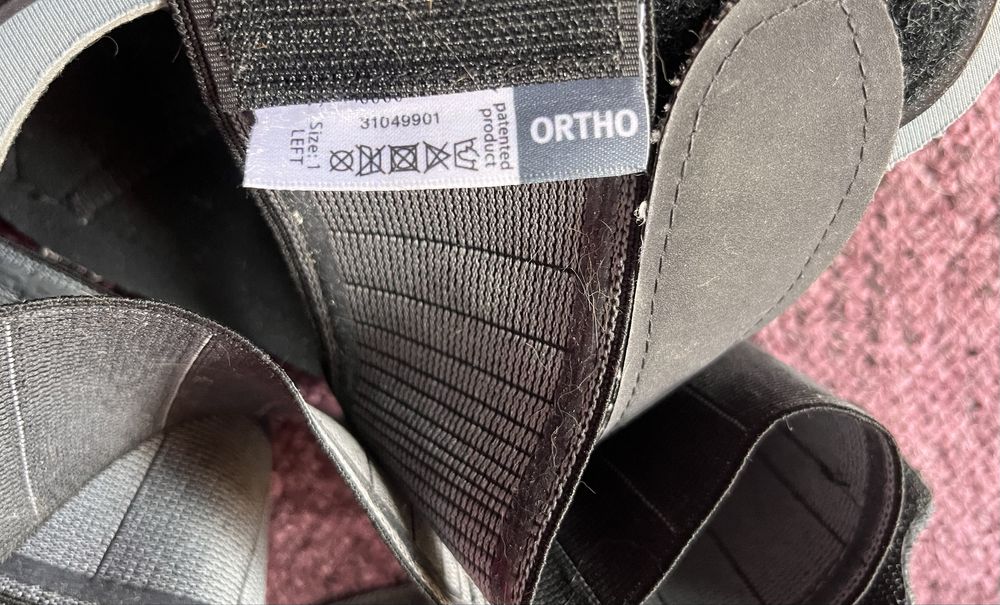 ORTHO
patented
product
31049901
Size: 1
LEFT